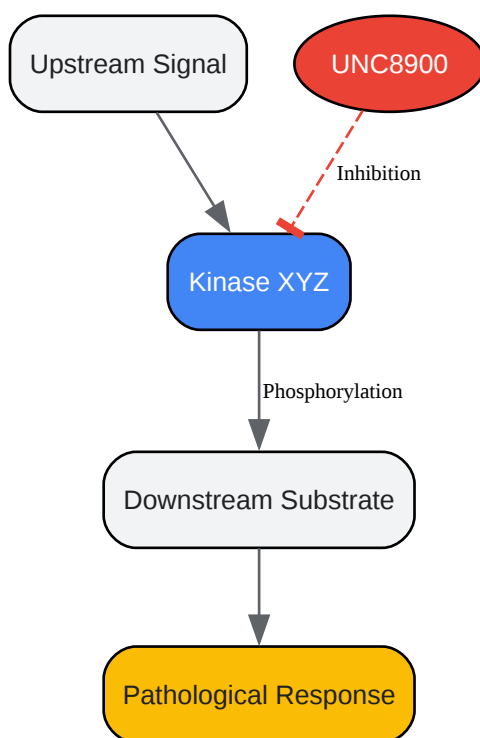 Upstream Signal
UNC8900
Inhibition
Kinase XYZ
Phosphorylation
Downstream Substrate
Pathological Response